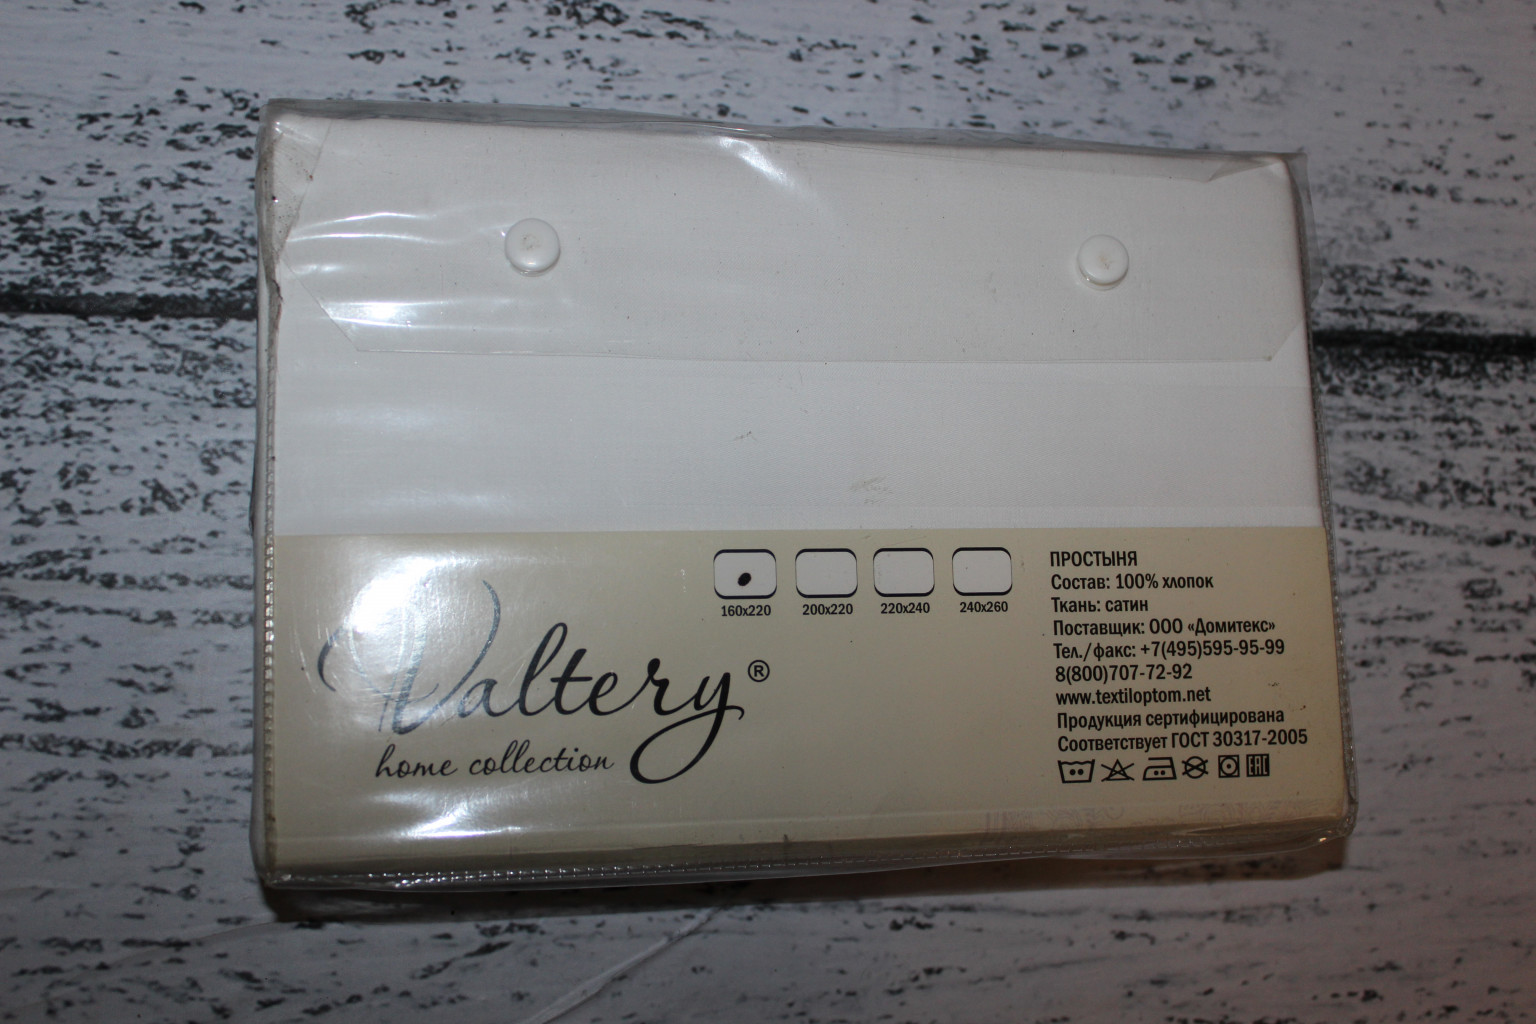 160x220 200x220 220x240 240x260
Valtery®
home collection
ПРОСТЫНЯ
Состав: 100% хлопок
Ткань: сатин
Поставщик: ООО «Домитекс»
Тел./факс: +7(495)595-95-99
8(800)707-72-92
www.textiloptom.net
Продукция сертифицирована
Соответствует ГОСТ 30317-2005
EAC